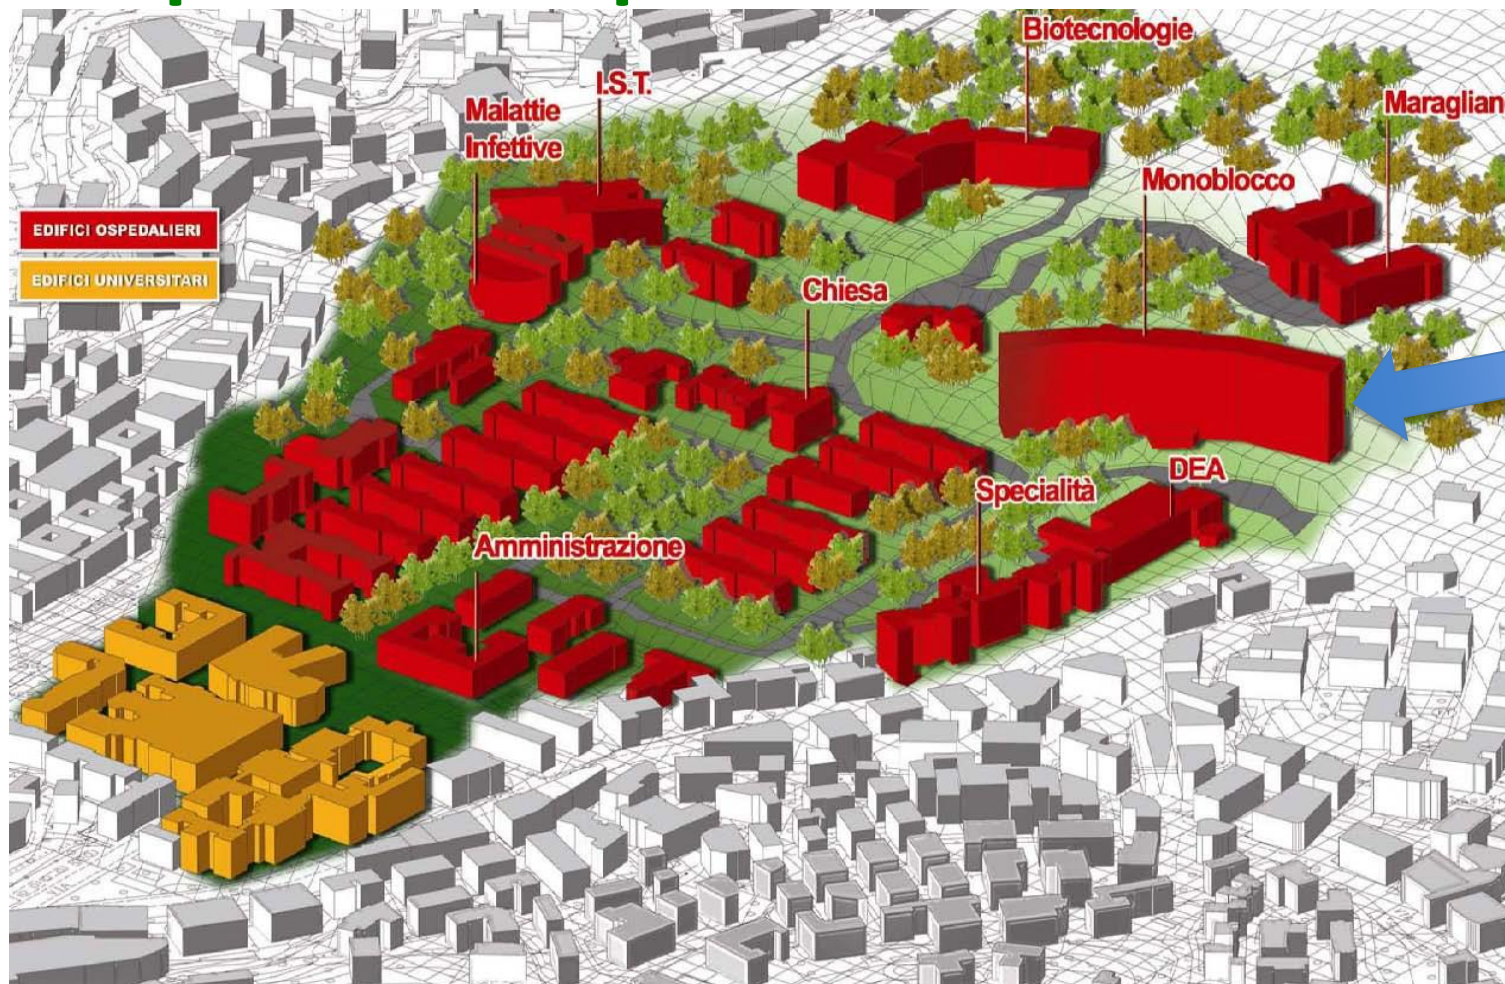 Biotecnologie
I.S.T.
Malattie
Infettive
Maraglian
Monoblocco
EDIFICI OSPEDALIERI
EDIFICI UNIVERSITARI
Chiesa
DEA
Specialità
Amministrazione